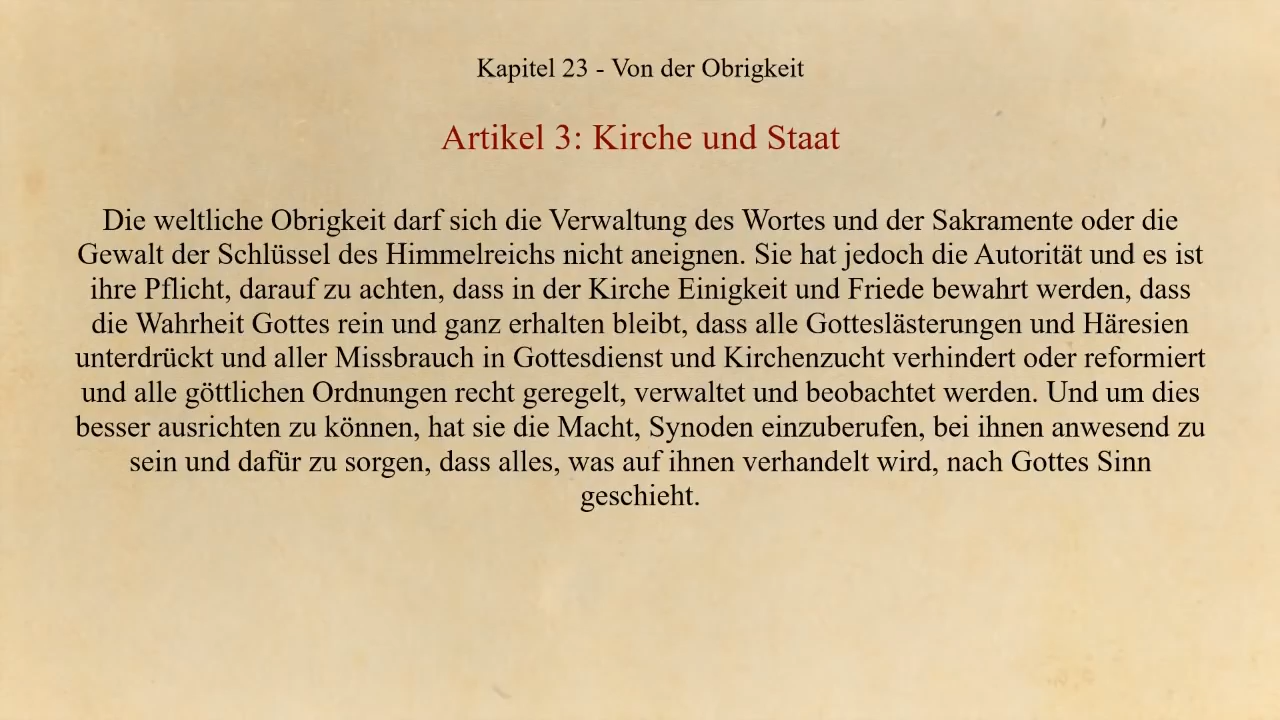 Kapitel 23 - Von der Obrigkeit
Artikel 3: Kirche und Staat
Die weltliche Obrigkeit darf sich die Verwaltung des Wortes und der Sakramente oder die
Gewalt der Schlüssel des Himmelreichs nicht aneignen. Sie hat jedoch die Autorität und es ist
ihre Pflicht, darauf zu achten, dass in der Kirche Einigkeit und Friede bewahrt werden, dass
die Wahrheit Gottes rein und ganz erhalten bleibt, dass alle Gotteslästerungen und Häresien
unterdrückt und aller Missbrauch in Gottesdienst und Kirchenzucht verhindert oder reformiert
und alle göttlichen Ordnungen recht geregelt, verwaltet und beobachtet werden. Und um dies
besser ausrichten zu können, hat sie die Macht, Synoden einzuberufen, bei ihnen anwesend zu
sein und dafür zu sorgen, dass alles, was auf ihnen verhandelt wird, nach Gottes Sinn
geschieht.